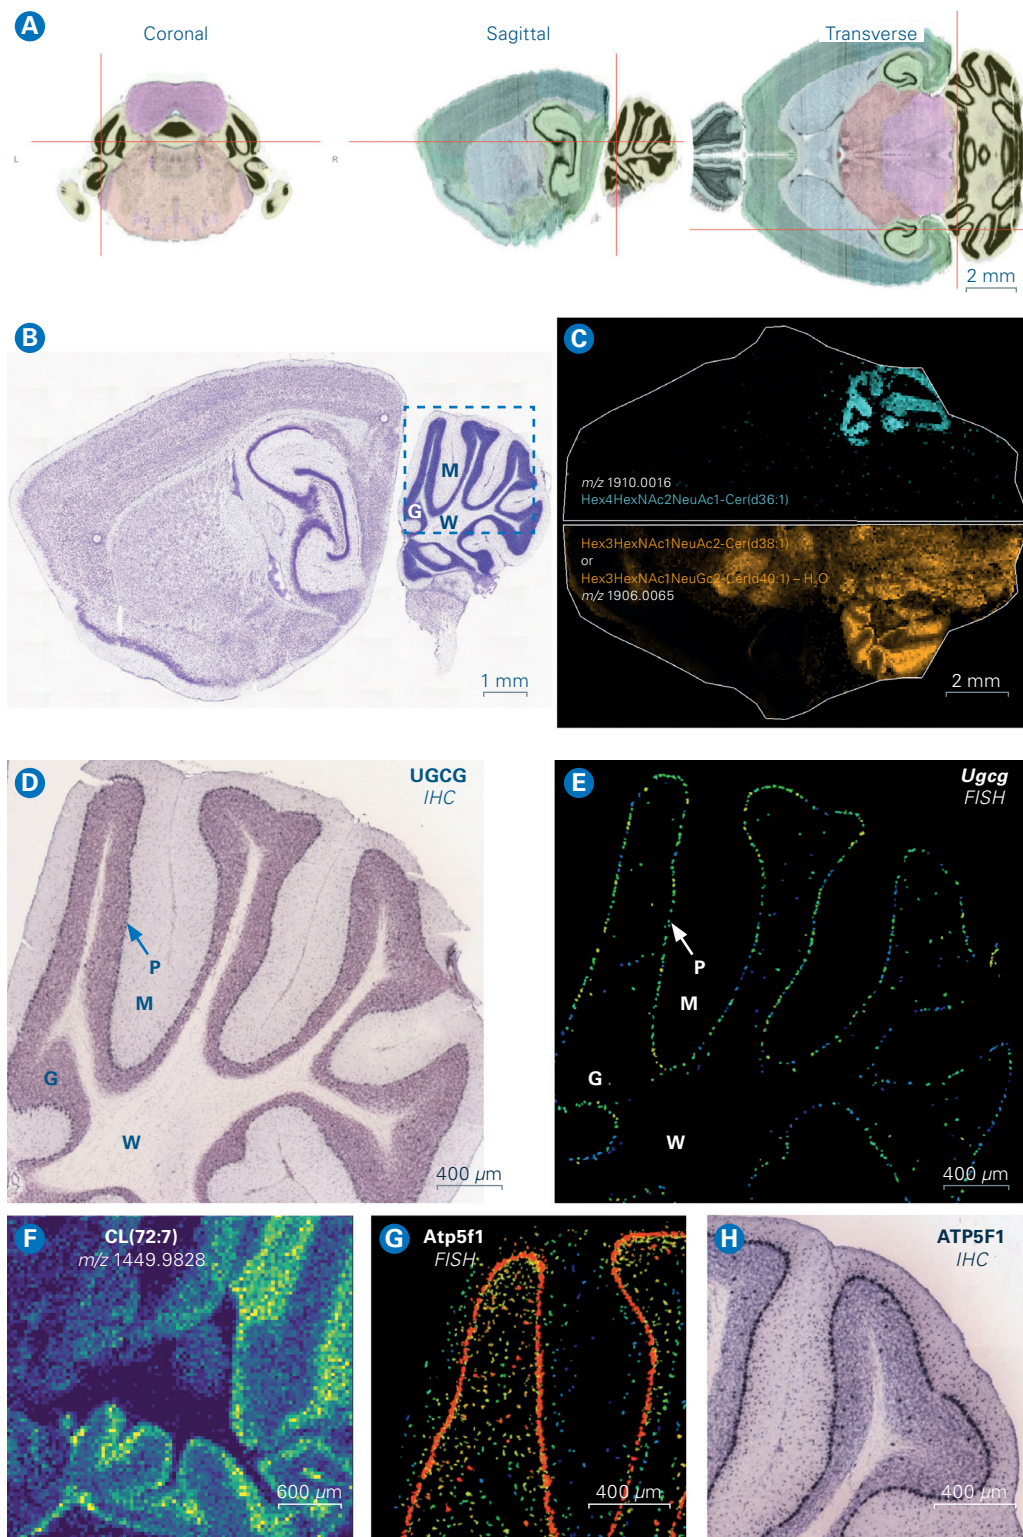 A
Coronal
Sagittal
Transverse
L
R
2 mm
B
M
G
W
1 mm
C
m/z 1910.0016
Hex4HexNAc2NeuAc1-Cer(d36:1)
Hex3HexNAc1NeuAc2-Cer(d38:1)
or
Hex3HexNAc1NeuGc2-Cer(d40:1) – H₂O
m/z 1906.0065
2 mm
D
UGCG
IHC
P
M
G
W
400 µm
E
Ugcg
FISH
P
M
G
W
400 µm
F
CL(72:7)
m/z 1449.9828
600 µm
G
Atp5f1
FISH
400 µm
H
ATP5F1
IHC
400 µm